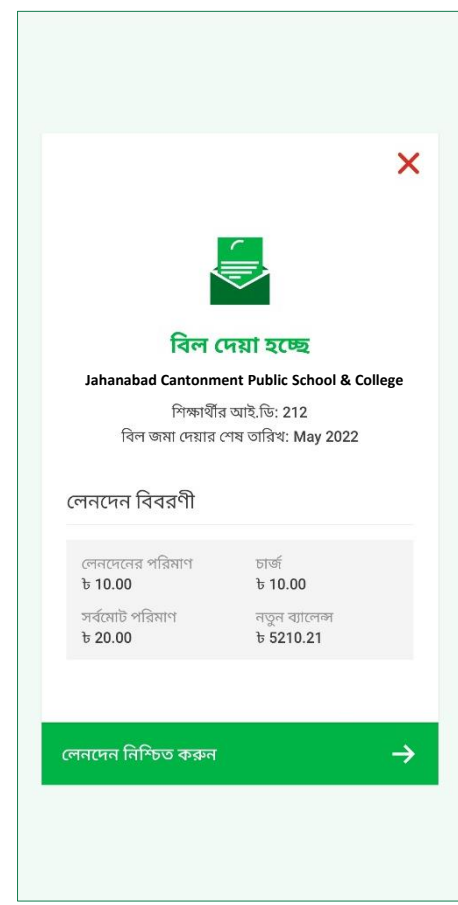 বিল দেয়া হচ্ছে
Jahanabad Cantonment Public School & College
শিক্ষার্থীর আই.ডি: 212
বিল জমা দেয়ার শেষ তারিখ: May 2022
লেনদেন বিবরণী
লেনদেনের পরিমাণ চার্জ
৳ 10.00 ৳ 10.00
সর্বমোট পরিমাণ নতুন ব্যালেন্স
৳ 20.00 ৳ 5210.21
লেনদেন নিশ্চিত করুন